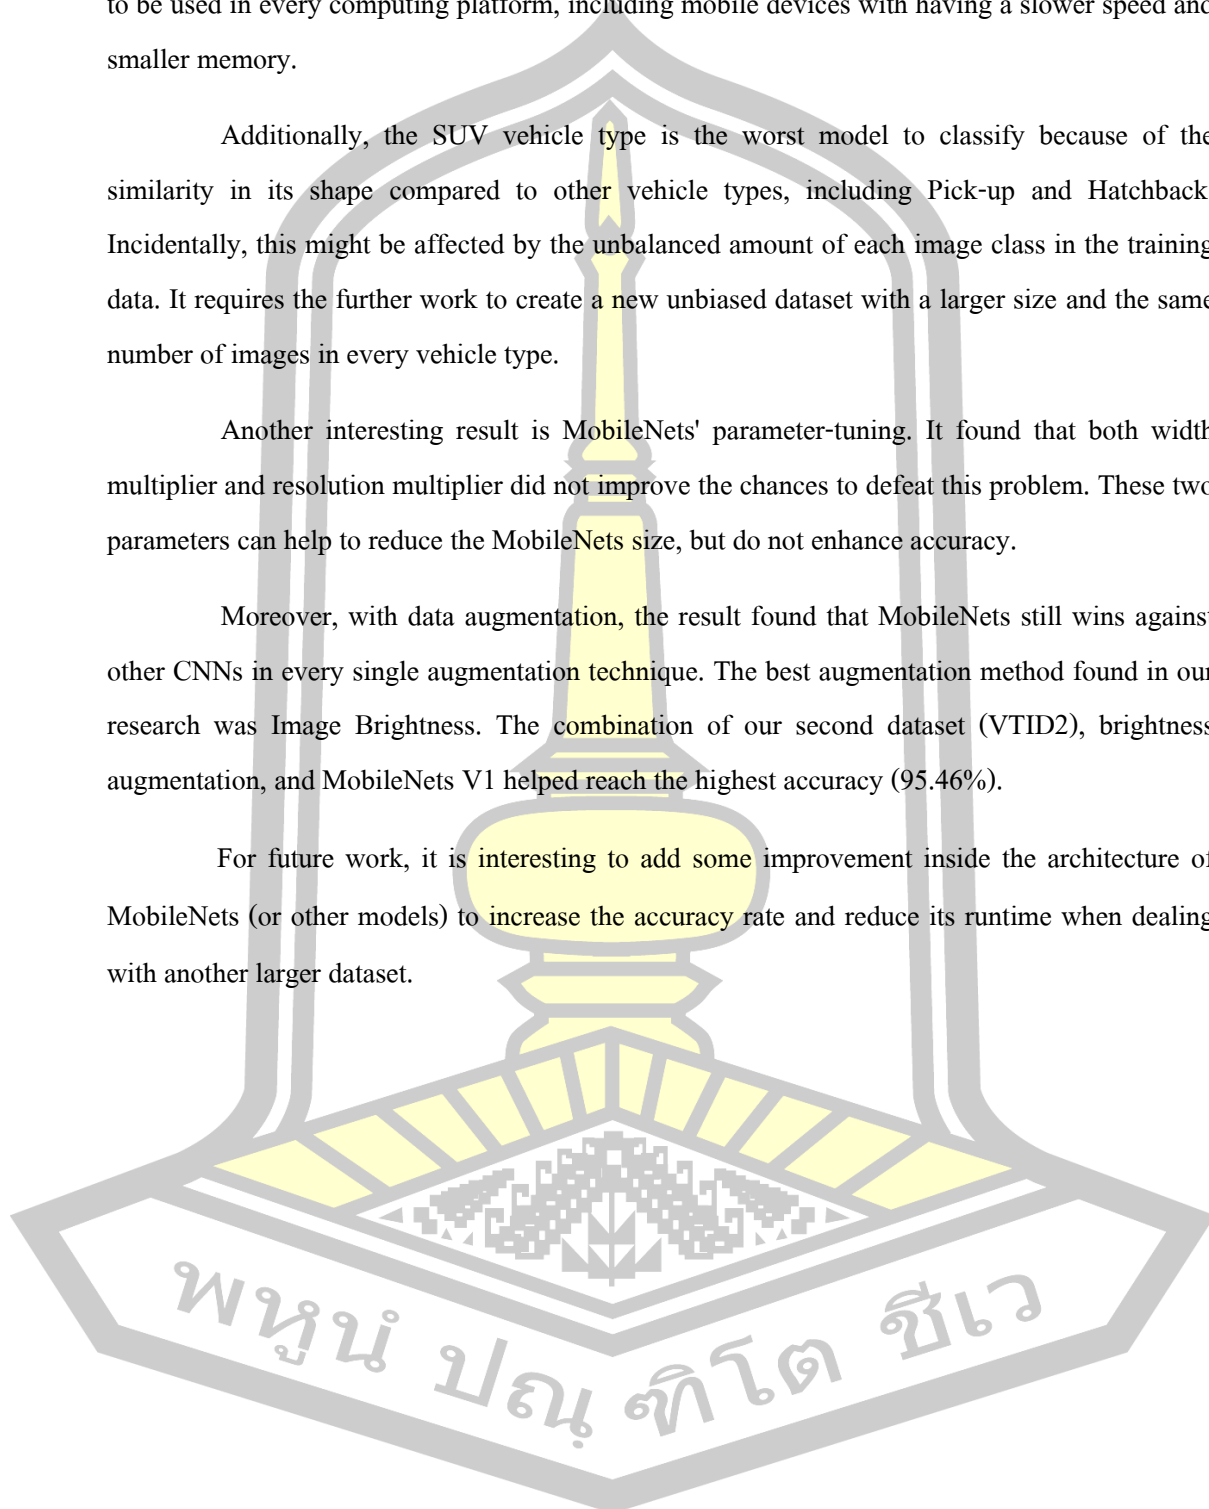 to be used in every computing platform, including mobile devices with having a slower speed and
smaller memory.
Additionally, the SUV vehicle type is the worst model to classify because of the
similarity in its shape compared to other vehicle types, including Pick-up and Hatchback
Incidentally, this might be affected by the unbalanced amount of each image class in the training
data. It requires the further work to create a new unbiased dataset with a larger size and the same
number of images in every vehicle type.
Another interesting result is MobileNets' parameter-tuning. It found that both width
multiplier and resolution multiplier did not improve the chances to defeat this problem. These two
parameters can help to reduce the MobileNets size, but do not enhance accuracy.
Moreover, with data augmentation, the result found that MobileNets still wins against
other CNNs in every single augmentation technique. The best augmentation method found in our
research was Image Brightness. The combination of our second dataset (VTID2), brightness
augmentation, and MobileNets V1 helped reach the highest accuracy (95.46%).
For future work, it is interesting to add some improvement inside the architecture of
MobileNets (or other models) to increase the accuracy rate and reduce its runtime when dealing
with another larger dataset.
พหูนํ ปณฺฑิโต ชีเว